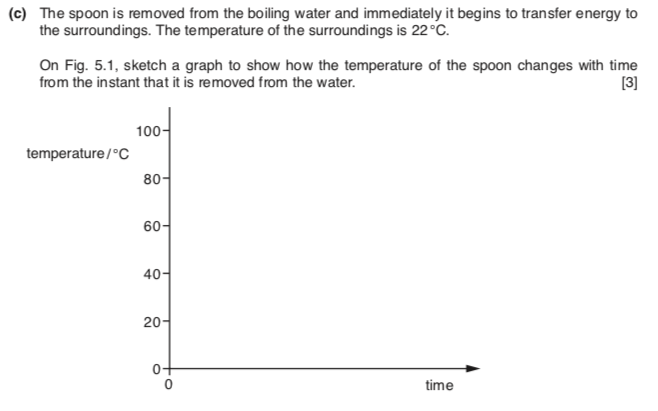 (c) The spoon is removed from the boiling water and immediately it begins to transfer energy to
the surroundings. The temperature of the surroundings is 22°C.
On Fig. 5.1, sketch a graph to show how the temperature of the spoon changes with time
from the instant that it is removed from the water. [3]
100
temperature/°C
80
60
40
20
0
0
time